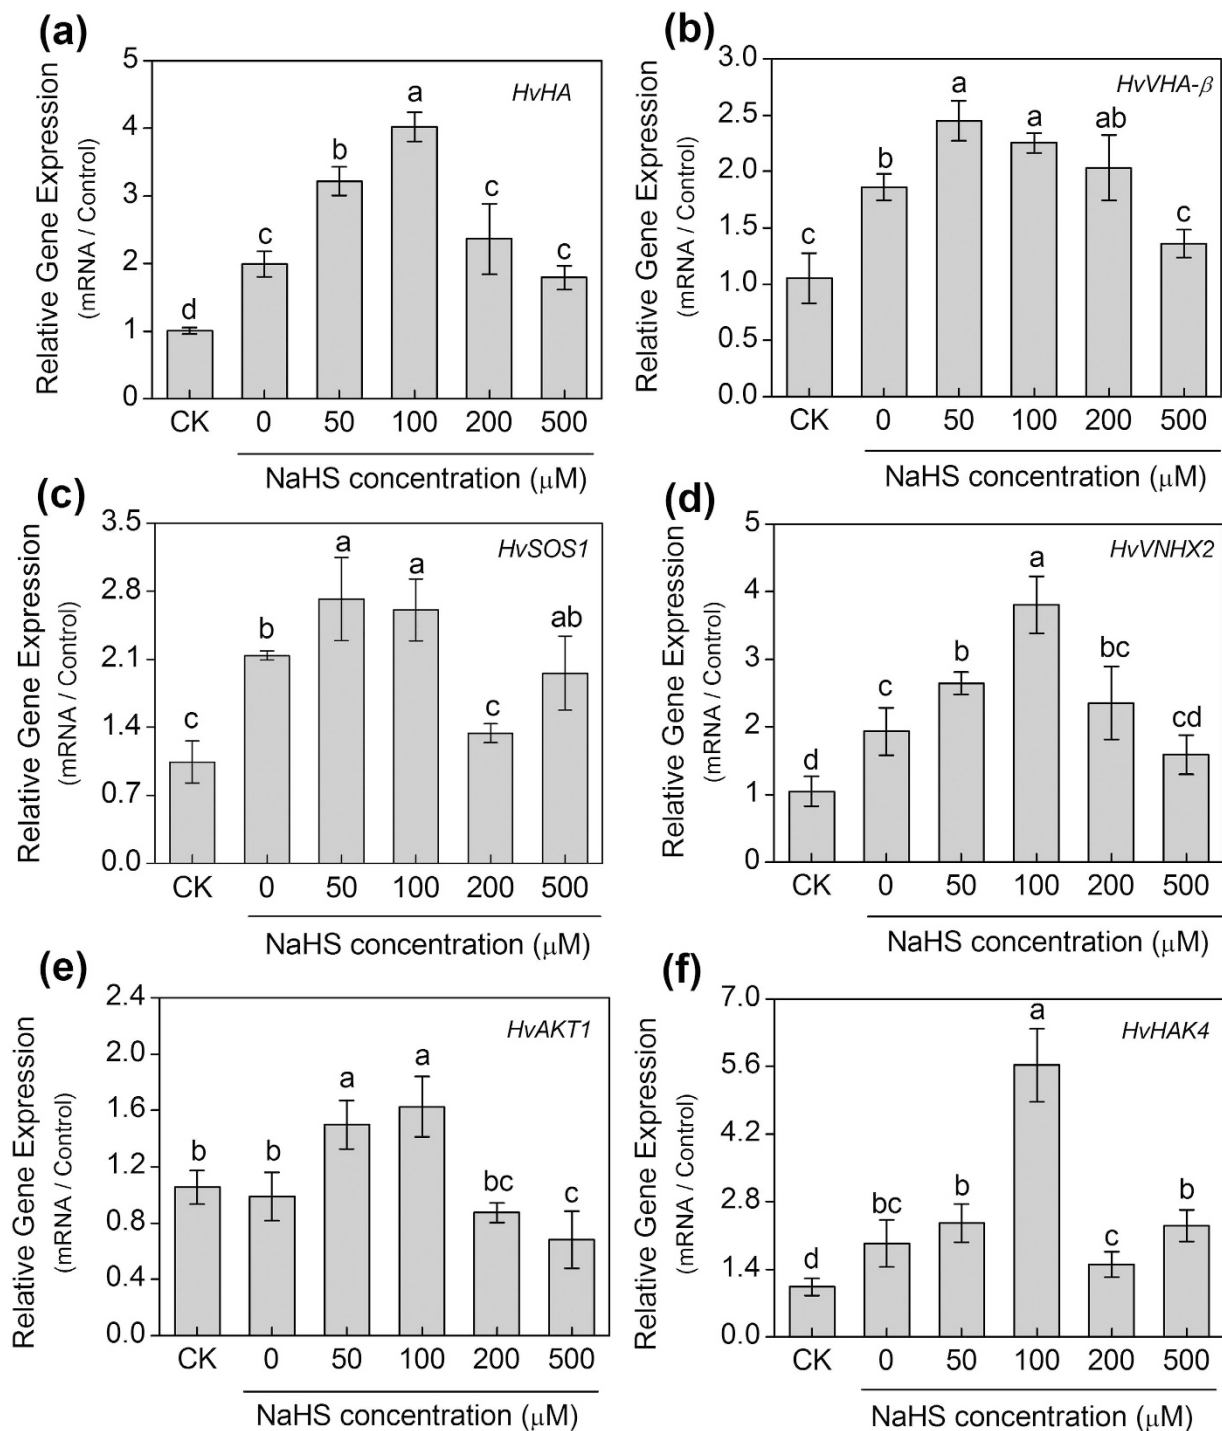 (a)
Relative Gene Expression
(mRNA / Control)
5
4
3
2
1
0
HvHA
d
c
b
a
c
c
CK 0 50 100 200 500
NaHS concentration (μM)
(b)
Relative Gene Expression
(mRNA / Control)
3.0
2.5
2.0
1.5
1.0
0.5
0.0
HvVHA-β
c
b
a
a
ab
c
CK 0 50 100 200 500
NaHS concentration (μM)
(c)
Relative Gene Expression
(mRNA / Control)
3.5
2.8
2.1
1.4
0.7
0.0
HvSOS1
c
b
a
a
c
ab
CK 0 50 100 200 500
NaHS concentration (μM)
(d)
Relative Gene Expression
(mRNA / Control)
5
4
3
2
1
0
HvVNHX2
d
c
b
a
bc
cd
CK 0 50 100 200 500
NaHS concentration (μM)
(e)
Relative Gene Expression
(mRNA / Control)
2.4
2.0
1.6
1.2
0.8
0.4
0.0
HvAKT1
b
b
a
a
bc
c
CK 0 50 100 200 500
NaHS concentration (μM)
(f)
Relative Gene Expression
(mRNA / Control)
7.0
5.6
4.2
2.8
1.4
0.0
HvHAK4
d
bc
b
a
c
b
CK 0 50 100 200 500
NaHS concentration (μM)